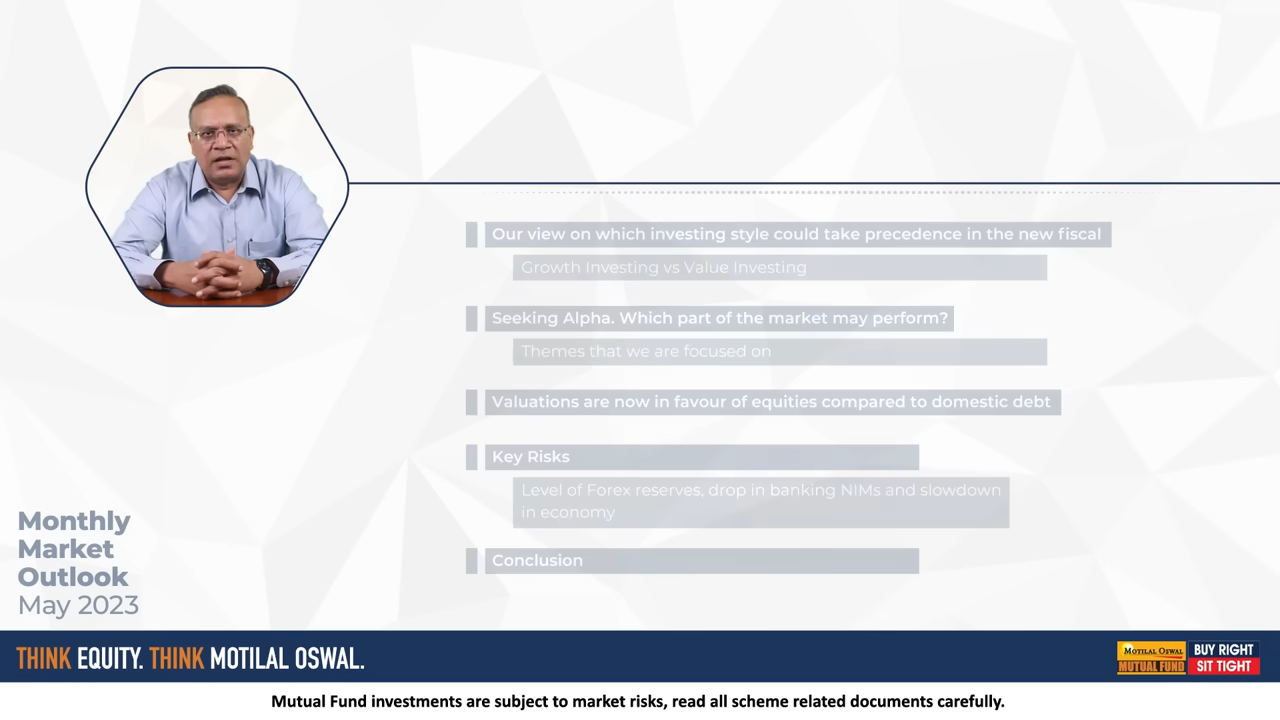 Our view on which investing style could take precedence in the new fiscal
Growth Investing vs Value Investing
Seeking Alpha. Which part of the market may perform?
Themes that we are focused on
Valuations are now in favour of equities compared to domestic debt
Key Risks
Level of Forex reserves, drop in banking NIMs and slowdown
in economy
Conclusion
Monthly
Market
Outlook
May 2023
THINK EQUITY. THINK MOTILAL OSWAL.
MOTILAL OSWAL
MUTUAL FUND
BUY RIGHT
SIT TIGHT
Mutual Fund investments are subject to market risks, read all scheme related documents carefully.